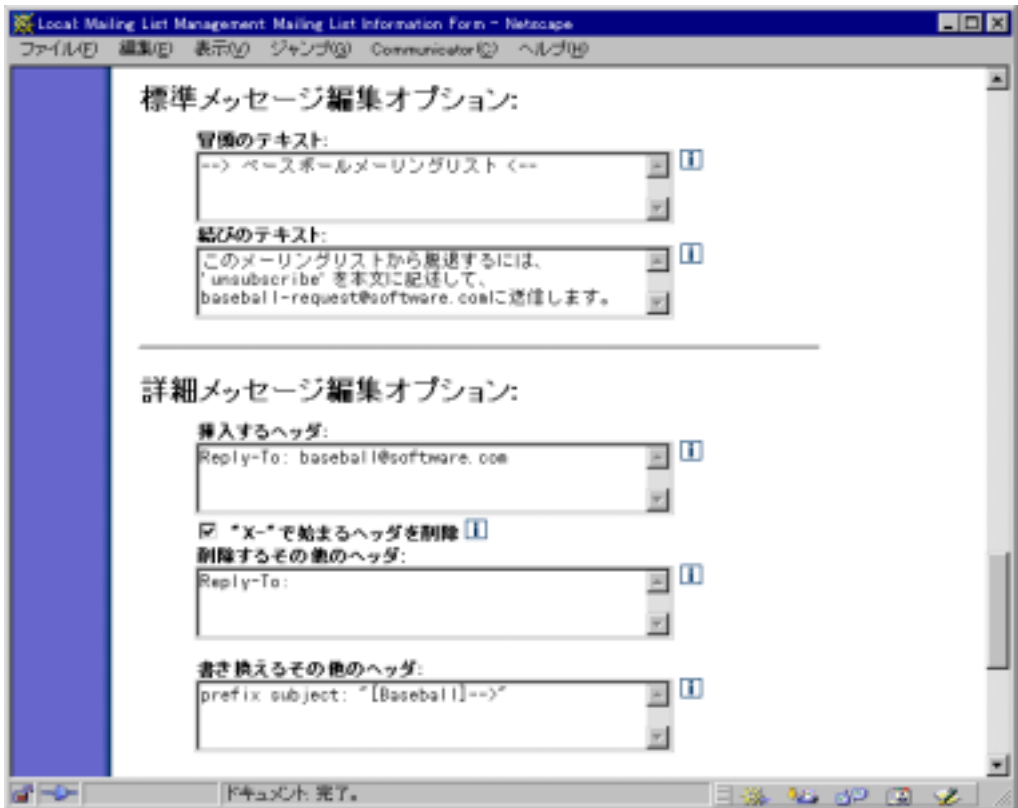 Local: Mailing List Management Mailing List Information Form - Netscape
ファイル(F) 編集(E) 表示(V) ジャンプ(G) Communicator(C) ヘルプ(H)
標準メッセージ編集オプション:
冒頭のテキスト:
--> ベースボールメーリングリスト <--
結びのテキスト:
このメーリングリストから脱退するには、
'unsubscribe' を本文に記述して、
baseball-request@software.comに送信します。
詳細メッセージ編集オプション:
挿入するヘッダ:
Reply-To: baseball@software.com
"X-"で始まるヘッダを削除
削除するその他のヘッダ:
Reply-To:
書き換えるその他のヘッダ:
prefix subject: "[Baseball]-->"
ドキュメント: 完了。